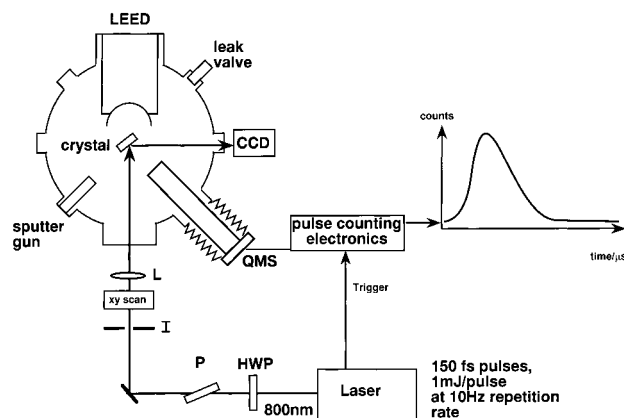 LEED
leak
valve
crystal
CCD
sputter
gun
QMS
pulse counting
electronics
counts
time/μs
Trigger
L
xy scan
I
P
HWP
800nm
Laser
150 fs pulses,
1mJ/pulse
at 10Hz repetition
rate